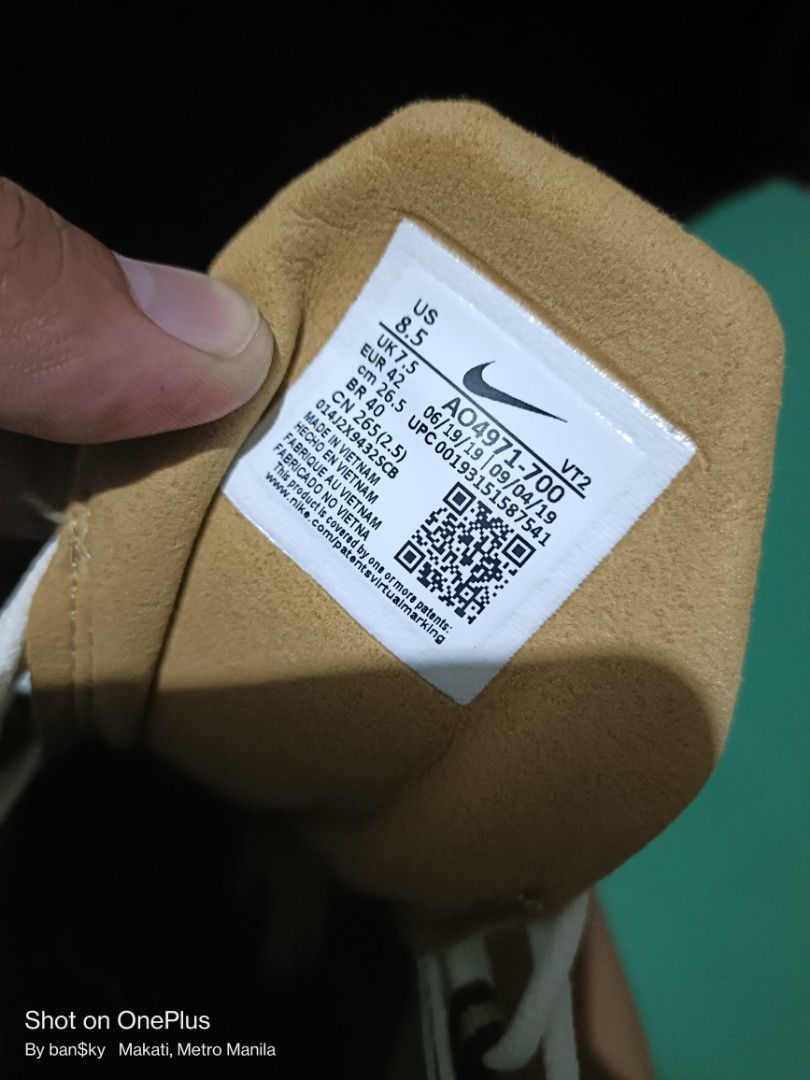 US
8.5
UK 7.5
EUR 42
cm 26.5
BR 40
CN 265(2.5)
AO4971-700 VT2
06/19/19 | 09/04/19
UPC 00193151587541
MADE IN VIETNAM
HECHO EN VIETNAM
FABRIQUE AU VIETNAM
FABRICADO NO VIETNA
This product is covered by one or more patents:
www.nike.com/patentsvirtualmarking
Shot on OnePlus
By ban$ky Makati, Metro Manila